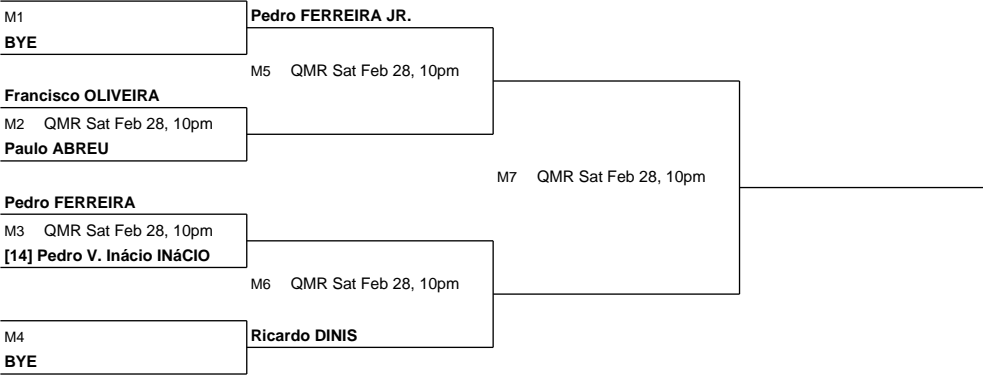 M1
BYE
Pedro FERREIRA JR.
M5 QMR Sat Feb 28, 10pm
Francisco OLIVEIRA
M2 QMR Sat Feb 28, 10pm
Paulo ABREU
M7 QMR Sat Feb 28, 10pm
Pedro FERREIRA
M3 QMR Sat Feb 28, 10pm
[14] Pedro V. Inácio INáCIO
M6 QMR Sat Feb 28, 10pm
M4
BYE
Ricardo DINIS